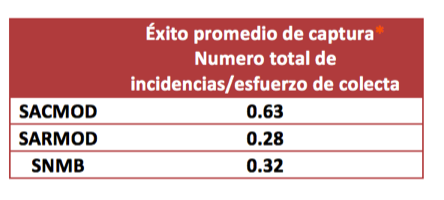 Éxito promedio de captura*
Numero total de
incidencias/esfuerzo de colecta
SACMOD 0.63
SARMOD 0.28
SNMB 0.32